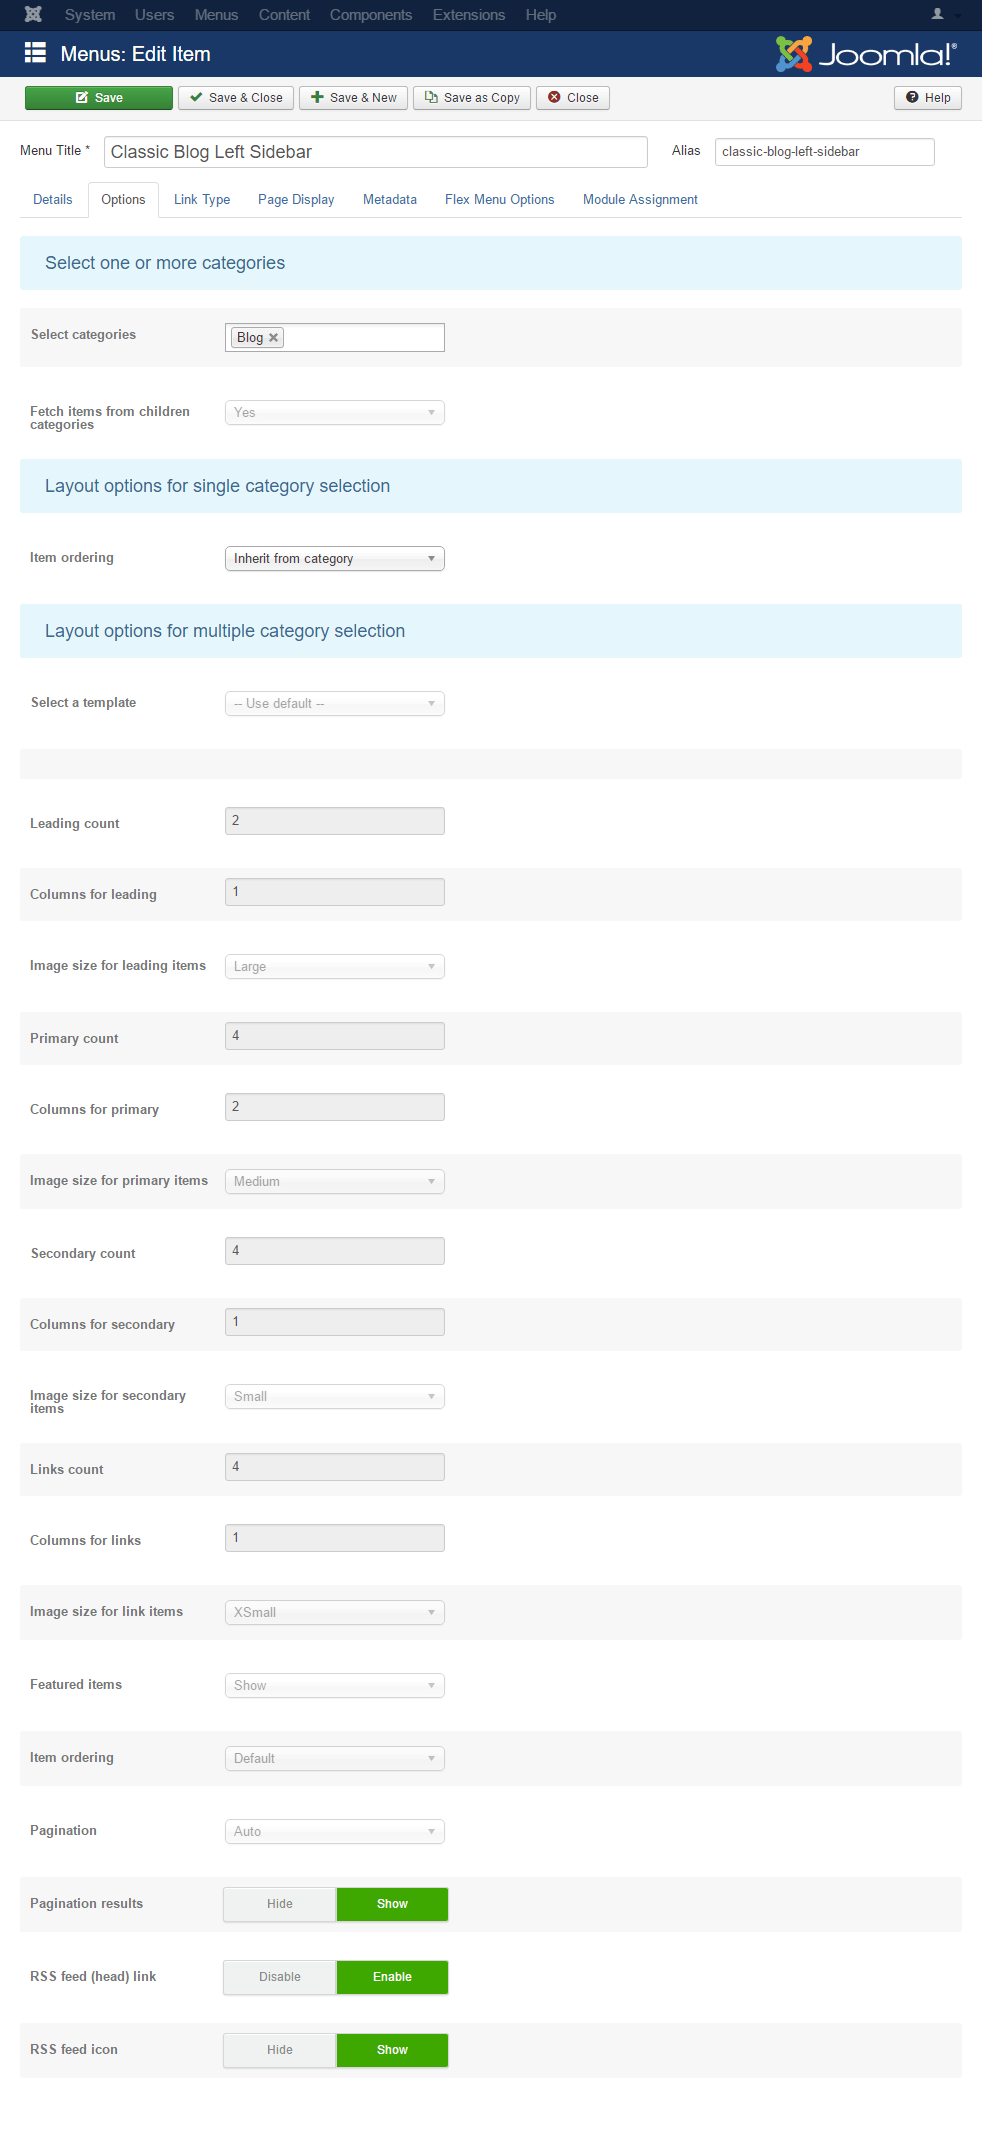 System Users Menus Content Components Extensions Help
Menus: Edit Item
Joomla!®
Save Save & Close Save & New Save as Copy Close Help
Menu Title * Classic Blog Left Sidebar Alias classic-blog-left-sidebar
Details Options Link Type Page Display Metadata Flex Menu Options Module Assignment
Select one or more categories
Select categories Blog
Fetch items from children
categories
Yes
Layout options for single category selection
Item ordering Inherit from category
Layout options for multiple category selection
Select a template -- Use default --
Leading count 2
Columns for leading 1
Image size for leading items Large
Primary count 4
Columns for primary 2
Image size for primary items Medium
Secondary count 4
Columns for secondary 1
Image size for secondary
items
Small
Links count 4
Columns for links 1
Image size for link items XSmall
Featured items Show
Item ordering Default
Pagination Auto
Pagination results Hide Show
RSS feed (head) link Disable Enable
RSS feed icon Hide Show